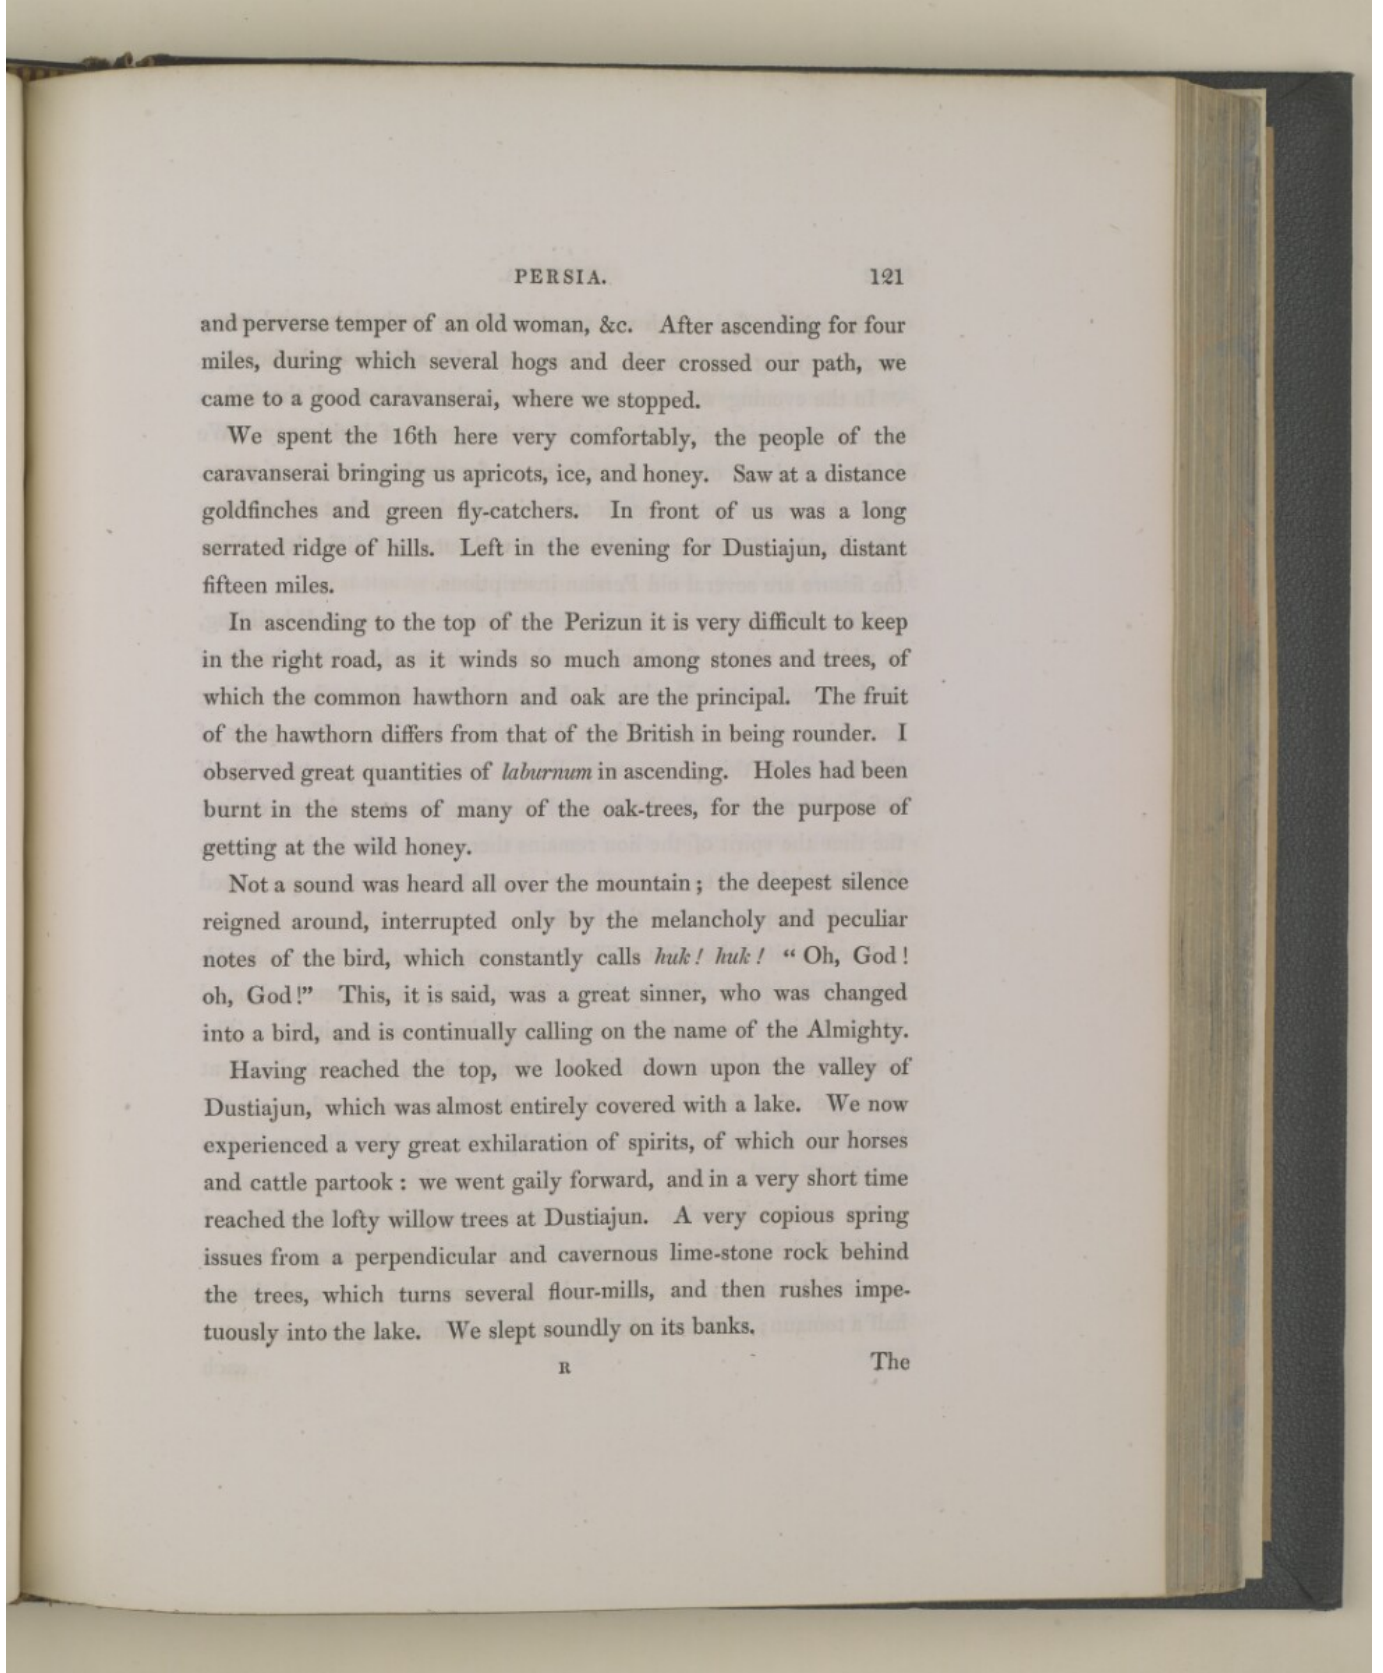 PERSIA. 121
and perverse temper of an old woman, &c. After ascending for four
miles, during which several hogs and deer crossed our path, we
came to a good caravanserai, where we stopped.
We spent the 16th here very comfortably, the people of the
caravanserai bringing us apricots, ice, and honey. Saw at a distance
goldfinches and green fly-catchers. In front of us was a long
serrated ridge of hills. Left in the evening for Dustiajun, distant
fifteen miles.
In ascending to the top of the Perizun it is very difficult to keep
in the right road, as it winds so much among stones and trees, of
which the common hawthorn and oak are the principal. The fruit
of the hawthorn differs from that of the British in being rounder. I
observed great quantities of laburnum in ascending. Holes had been
burnt in the stems of many of the oak-trees, for the purpose of
getting at the wild honey.
Not a sound was heard all over the mountain; the deepest silence
reigned around, interrupted only by the melancholy and peculiar
notes of the bird, which constantly calls huk! huk! “Oh, God!
oh, God!” This, it is said, was a great sinner, who was changed
into a bird, and is continually calling on the name of the Almighty.
Having reached the top, we looked down upon the valley of
Dustiajun, which was almost entirely covered with a lake. We now
experienced a very great exhilaration of spirits, of which our horses
and cattle partook: we went gaily forward, and in a very short time
reached the lofty willow trees at Dustiajun. A very copious spring
issues from a perpendicular and cavernous lime-stone rock behind
the trees, which turns several flour-mills, and then rushes impe-
tuously into the lake. We slept soundly on its banks.
R The